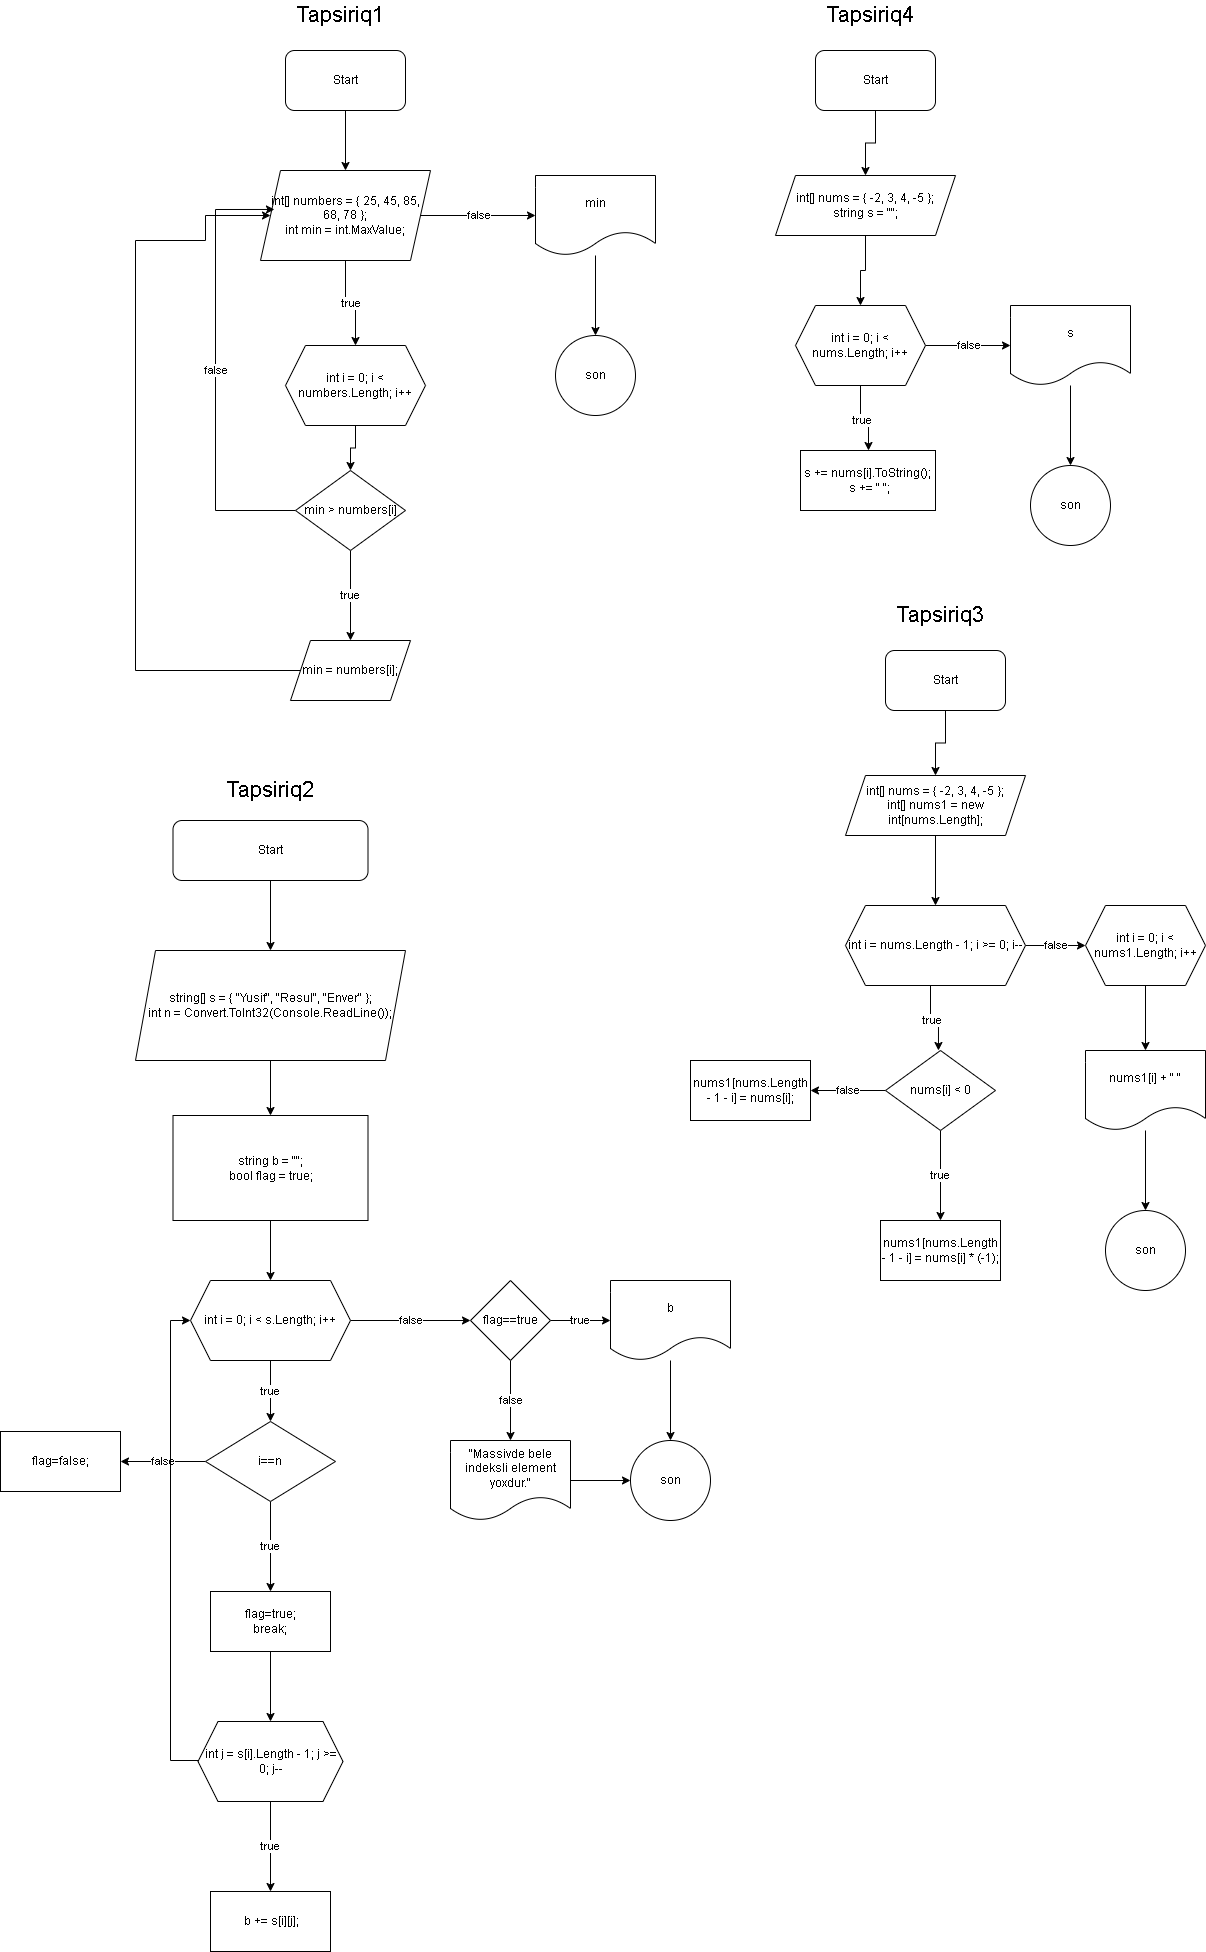 Tapsiriq1
Start
int[] numbers = { 25, 45, 85,
68, 78 };
int min = int.MaxValue;
false
min
son
true
int i = 0; i <
numbers.Length; i++
false
min > numbers[i]
true
min = numbers[i];
Tapsiriq4
Start
int[] nums = { -2, 3, 4, -5 };
string s = "";
int i = 0; i <
nums.Length; i++
false
s
son
true
s += nums[i].ToString();
s += " ";
Tapsiriq3
Start
int[] nums = { -2, 3, 4, -5 };
int[] nums1 = new
int[nums.Length];
int i = nums.Length - 1; i >= 0; i--
false
int i = 0; i <
nums1.Length; i++
nums1[i] + " "
son
true
nums[i] < 0
false
nums1[nums.Length
- 1 - i] = nums[i];
true
nums1[nums.Length
- 1 - i] = nums[i] * (-1);
Tapsiriq2
Start
string[] s = { "Yusif", "Rəsul", "Enver" };
int n = Convert.ToInt32(Console.ReadLine());
string b = "";
bool flag = true;
int i = 0; i < s.Length; i++
false
flag==true
true
b
false
"Massivde bele
indeksli element
yoxdur."
son
true
i==n
false
flag=false;
true
flag=true;
break;
int j = s[i].Length - 1; j >=
0; j--
true
b += s[i][j];